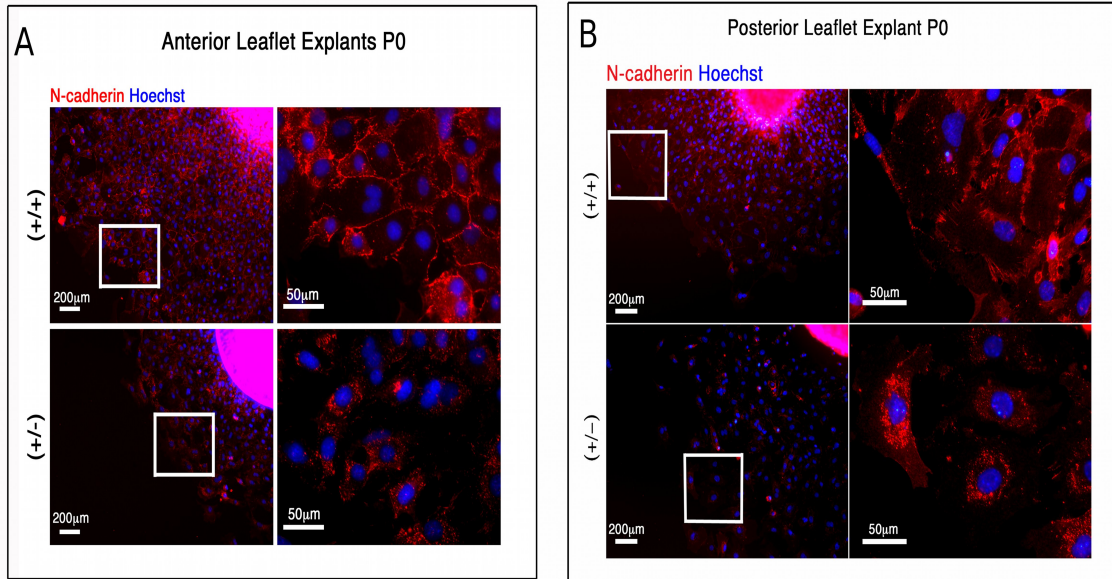 A
Anterior Leaflet Explants P0
N-cadherin Hoechst
(+/+)
200μm
50μm
(+/-)
200μm
50μm
B
Posterior Leaflet Explant P0
N-cadherin Hoechst
(+/+)
200μm
50μm
(+/-)
200μm
50μm